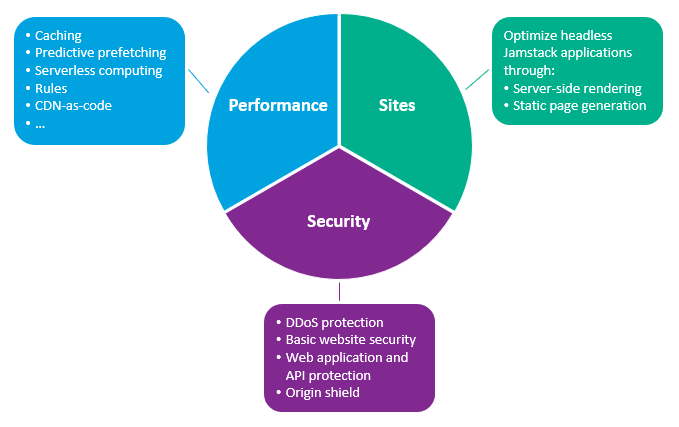 • Caching
• Predictive prefetching
• Serverless computing
• Rules
• CDN-as-code
• ...
Performance
Sites
Optimize headless
Jamstack applications
through:
• Server-side rendering
• Static page generation
Security
• DDoS protection
• Basic website security
• Web application and
API protection
• Origin shield